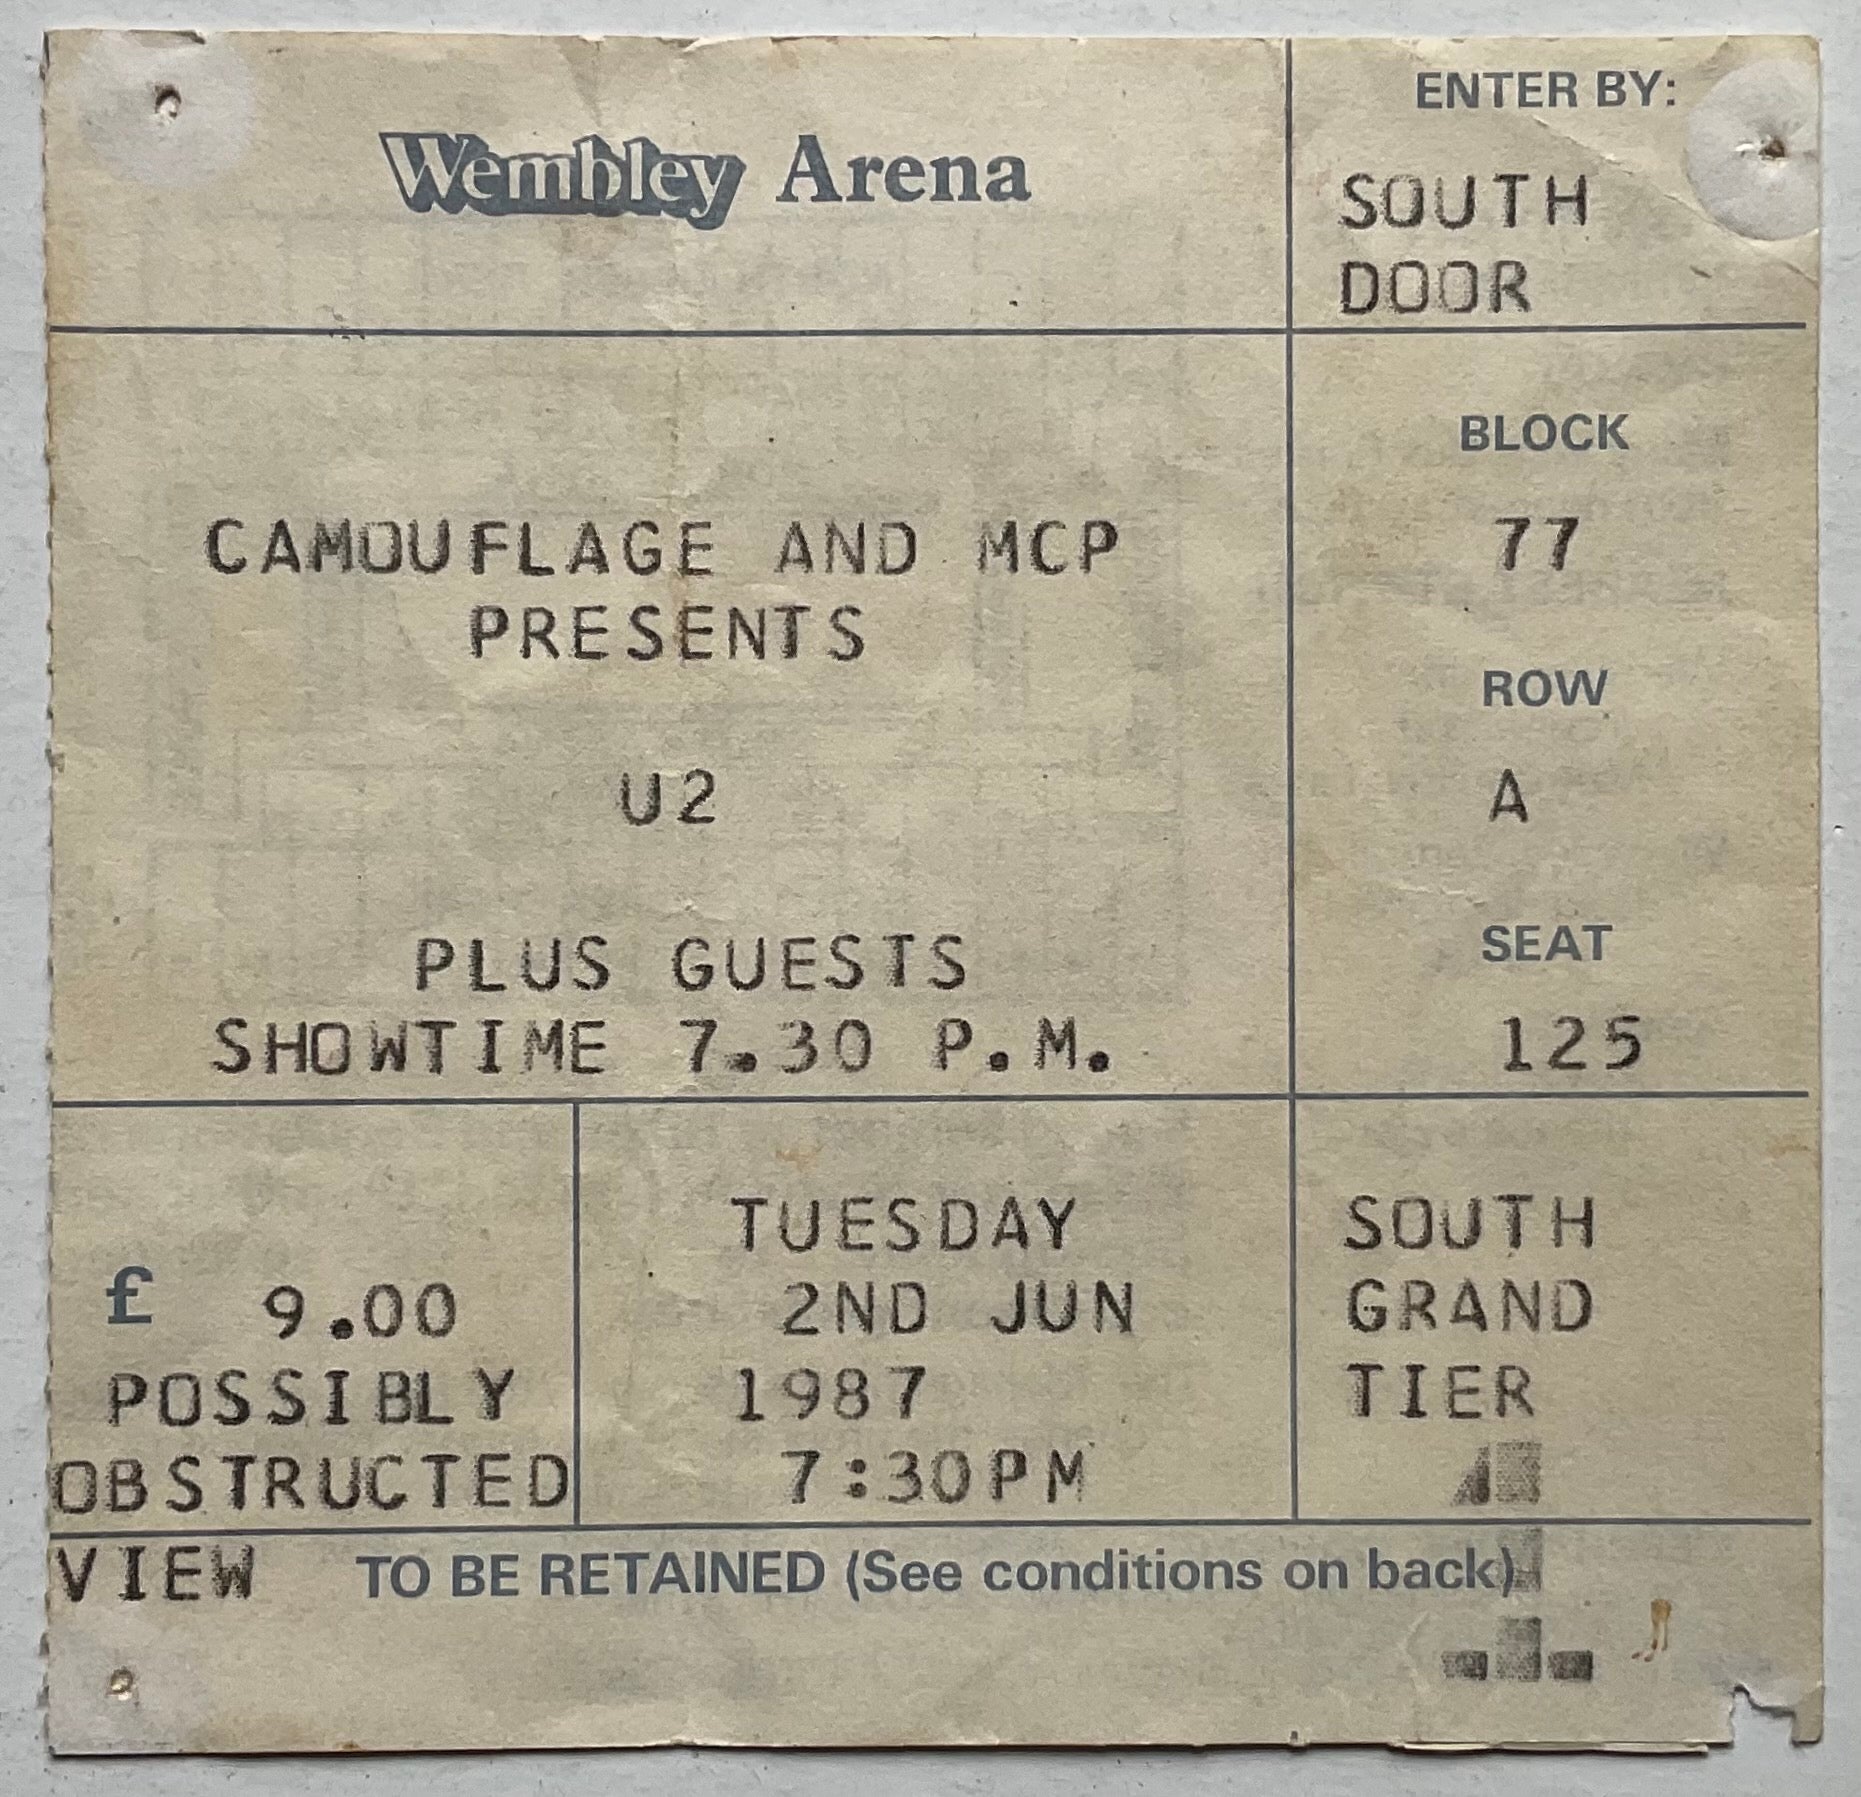 Wembley Arena
CAMOUFLAGE AND MCP
PRESENTS
U2
PLUS GUESTS
SHOWTIME 7.30 P.M.
ENTER BY:
SOUTH
DOOR
BLOCK
77
ROW
A
SEAT
125
£ 9.00
POSSIBLY
OBSTRUCTED
VIEW
TUESDAY
2ND JUN
1987
7:30PM
SOUTH
GRAND
TIER
1
TO BE RETAINED (See conditions on back)